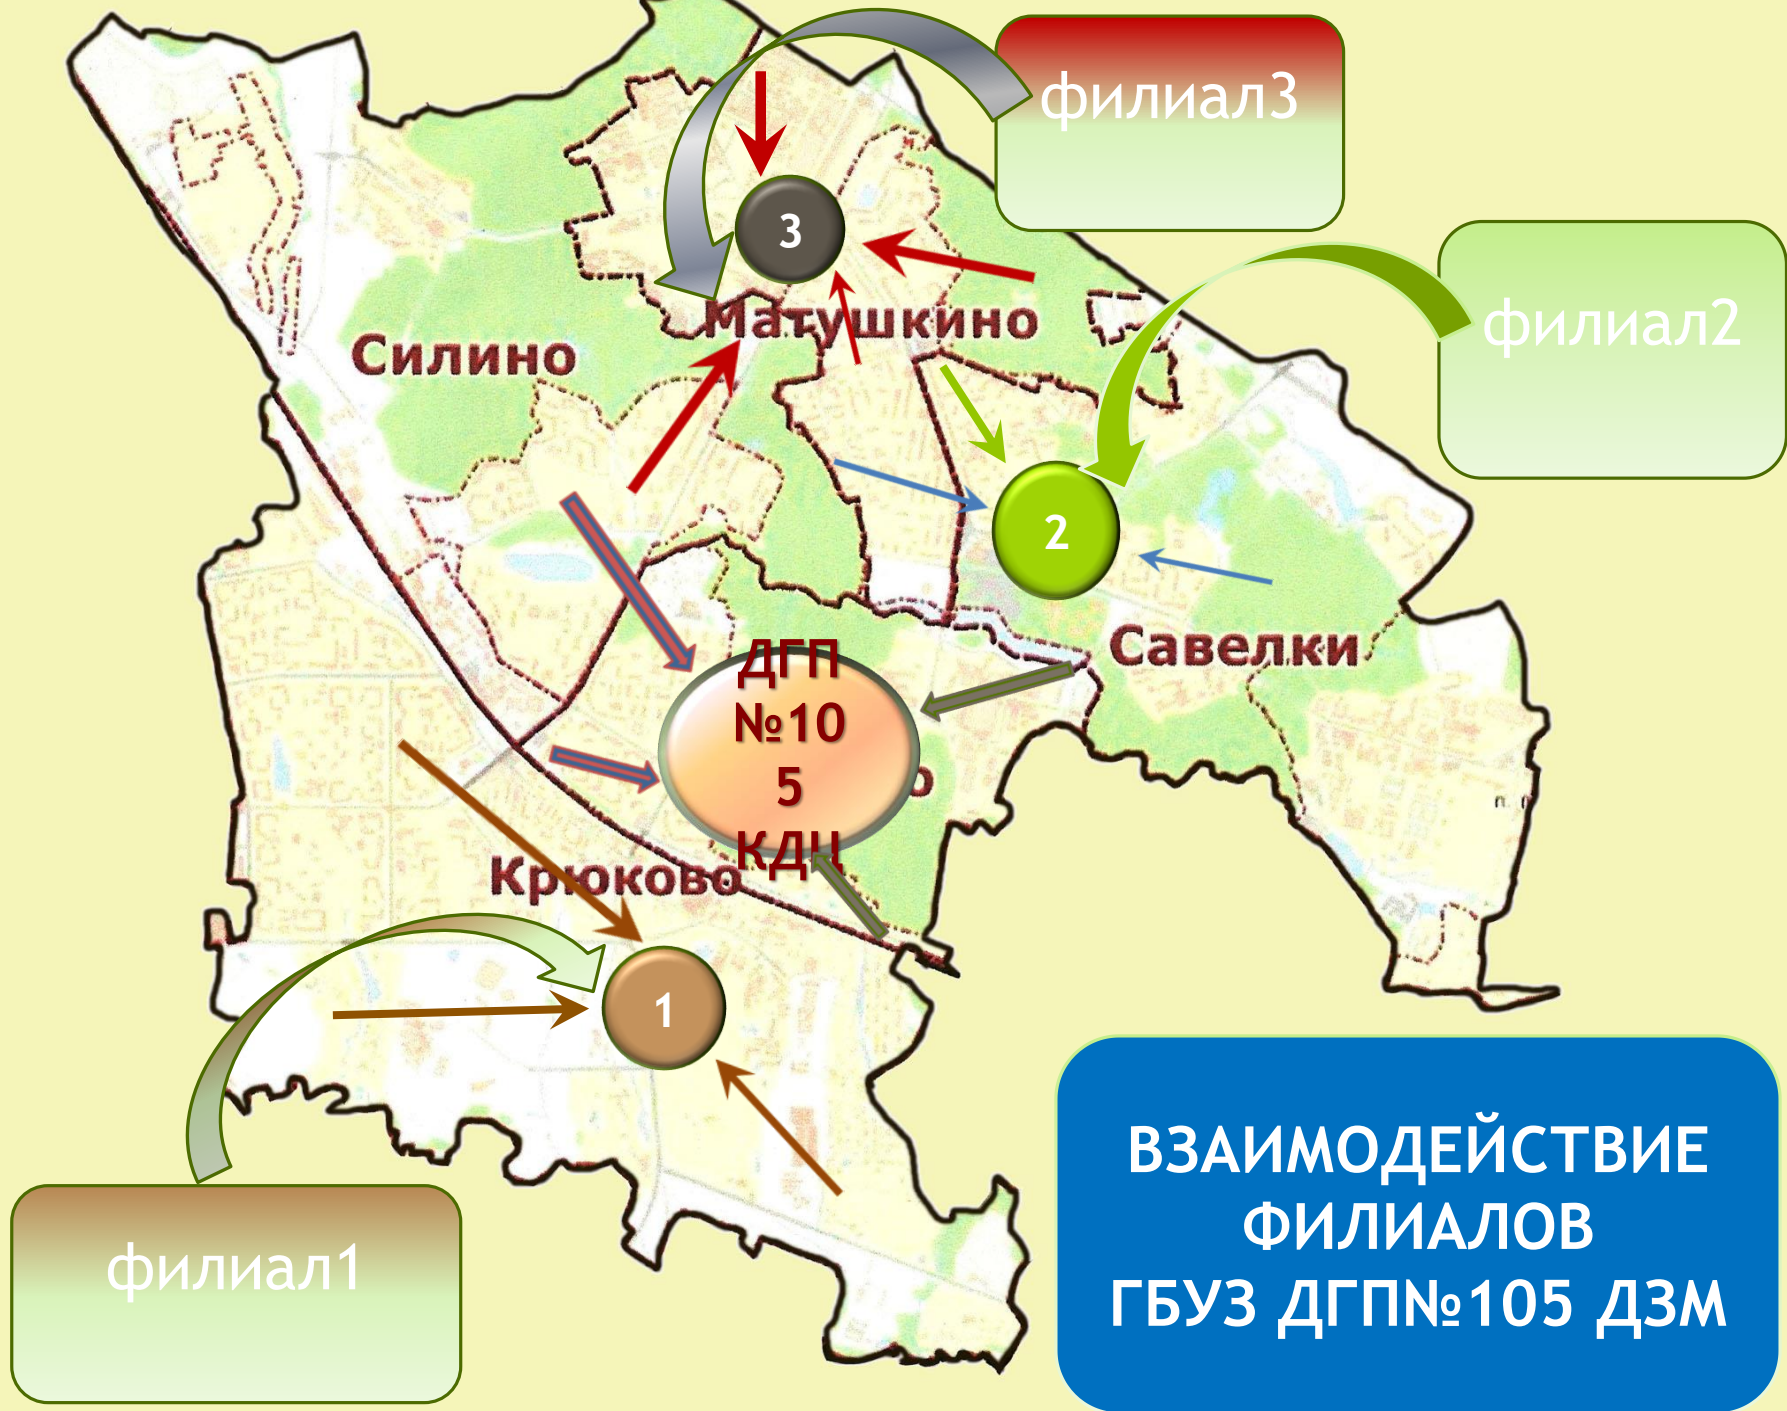 филиал3
3
филиал2
Матушкино
Силино
2
Савелки
ДГП
№10
5
КДЦ
о
п.
Крюково
1
филиал1
ВЗАИМОДЕЙСТВИЕ
ФИЛИАЛОВ
ГБУЗ ДГП№105 ДЗМ